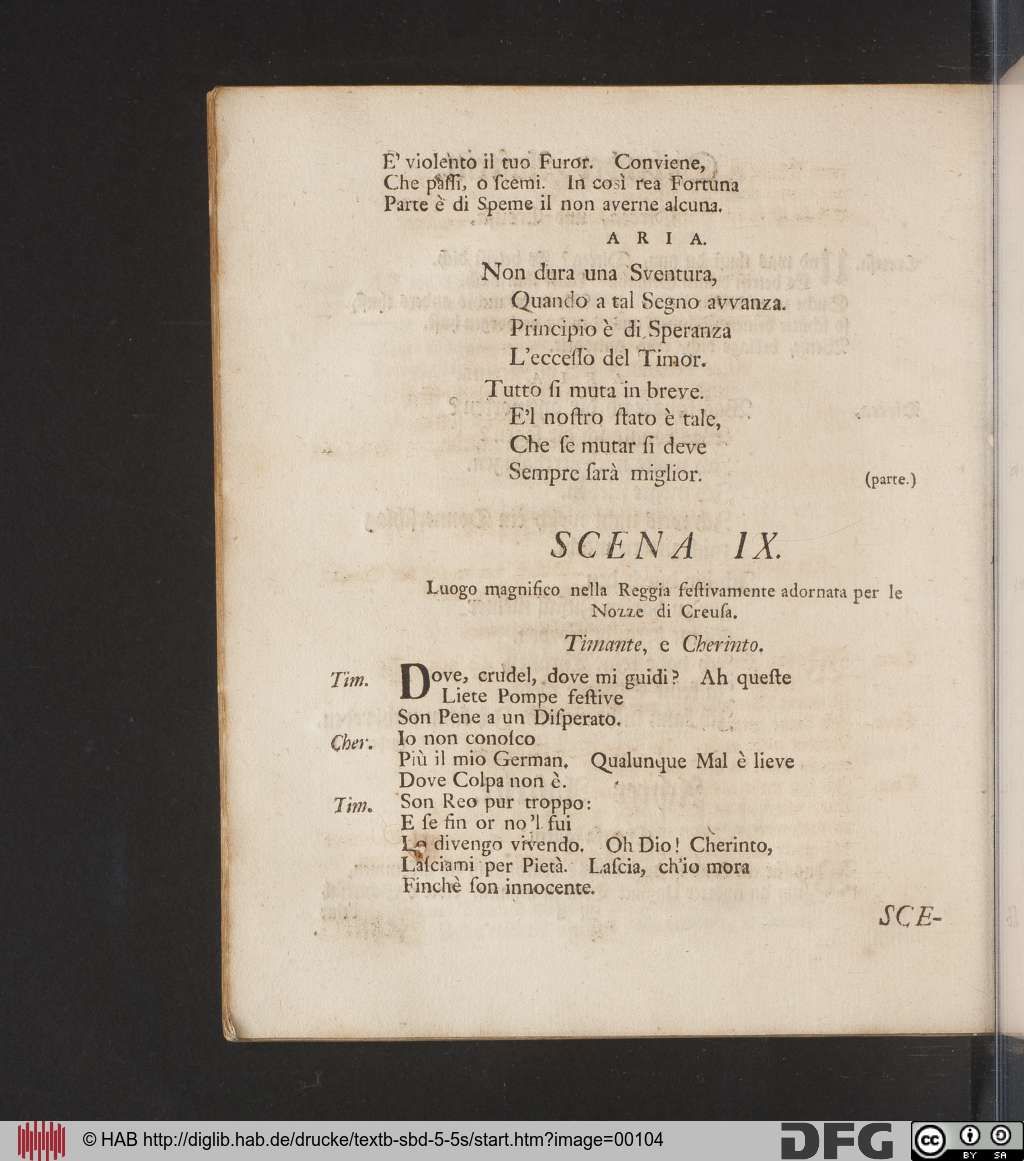 E' violento il tuo Furor. Conviene,
Che paſſi, o ſcemi. In così rea Fortuna
Parte è di Speme il non averne alcuna.
ARIA.
Non dura una Sventura,
Quando a tal Segno avvanza.
Principio è di Speranza
L'ecceſſo del Timor.
Tutto ſi muta in breve.
E'l noſtro ſtato è tale,
Che ſe mutar ſi deve
Sempre ſarà miglior.
(parte.)
SCENA IX.
Luogo magnifico nella Reggia feſtivamente adornata per le
Nozze di Creuſa.
Timante, e Cherinto.
Tim. Dove, crudel, dove mi guidi? Ah queſte
Liete Pompe feſtive
Son Pene a un Diſperato.
Cher. Io non conoſco
Più il mio German. Qualunque Mal è lieve
Dove Colpa non è.
Tim. Son Reo pur troppo:
E ſe fin or no'l fui
Lo divengo vivendo. Oh Dio! Cherinto,
Laſciami per Pietà. Laſcia, ch'io mora
Finchè ſon innocente.
SCE-
© HAB http://diglib.hab.de/drucke/textb-sbd-5-5s/start.htm?image=00104
DFG
cc BY SA